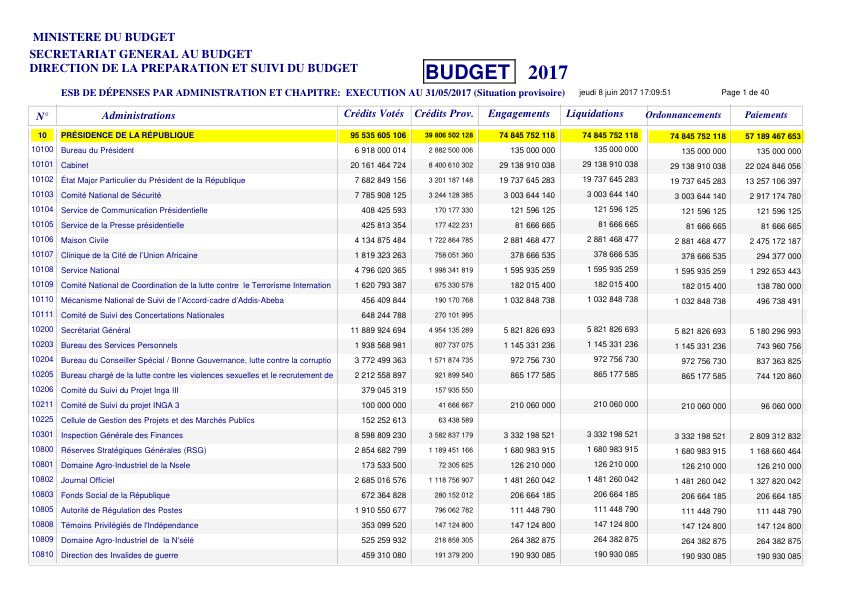 MINISTERE DU BUDGET
SECRETARIAT GENERAL AU BUDGET
DIRECTION DE LA PREPARATION ET SUIVI DU BUDGET
BUDGET 2017
ESB DE DÉPENSES PAR ADMINISTRATION ET CHAPITRE: EXECUTION AU 31/05/2017 (Situation provisoire) jeudi 8 juin 2017 17:09:51 Page 1 de 40
N° Administrations Crédits Votés Crédits Prov. Engagements Liquidations Ordonnancements Paiements
10 PRÉSIDENCE DE LA RÉPUBLIQUE 95 535 605 106 39 806 502 128 74 845 752 118 74 845 752 118 74 845 752 118 57 189 467 653
10100 Bureau du Président 6 918 000 014 2 882 500 006 135 000 000 135 000 000 135 000 000 135 000 000
10101 Cabinet 20 161 464 724 8 400 610 302 29 138 910 038 29 138 910 038 29 138 910 038 22 024 846 056
10102 État Major Particulier du Président de la République 7 682 849 156 3 201 187 148 19 737 645 283 19 737 645 283 19 737 645 283 13 257 106 397
10103 Comité National de Sécurité 7 785 908 125 3 244 128 385 3 003 644 140 3 003 644 140 3 003 644 140 2 917 174 780
10104 Service de Communication Présidentielle 408 425 593 170 177 330 121 596 125 121 596 125 121 596 125 121 596 125
10105 Service de la Presse présidentielle 425 813 354 177 422 231 81 666 665 81 666 665 81 666 665 81 666 665
10106 Maison Civile 4 134 875 484 1 722 864 785 2 881 468 477 2 881 468 477 2 881 468 477 2 475 172 187
10107 Clinique de la Cité de l'Union Africaine 1 819 323 263 758 051 360 378 666 535 378 666 535 378 666 535 294 377 000
10108 Service National 4 796 020 365 1 998 341 819 1 595 935 259 1 595 935 259 1 595 935 259 1 292 653 443
10109 Comité National de Coordination de la lutte contre le Terrorisme Internation 1 620 793 387 675 330 578 182 015 400 182 015 400 182 015 400 138 780 000
10110 Mécanisme National de Suivi de l'Accord-cadre d'Addis-Abeba 456 409 844 190 170 768 1 032 848 738 1 032 848 738 1 032 848 738 496 738 491
10111 Comité de Suivi des Concertations Nationales 648 244 788 270 101 995
10200 Secrétariat Général 11 889 924 694 4 954 135 289 5 821 826 693 5 821 826 693 5 821 826 693 5 180 296 993
10203 Bureau des Services Personnels 1 938 568 981 807 737 075 1 145 331 236 1 145 331 236 1 145 331 236 743 960 756
10204 Bureau du Conseiller Spécial / Bonne Gouvernance, lutte contre la corruptio 3 772 499 363 1 571 874 735 972 756 730 972 756 730 972 756 730 837 363 825
10205 Bureau chargé de la lutte contre les violences sexuelles et le recrutement de 2 212 558 897 921 899 540 865 177 585 865 177 585 865 177 585 744 120 860
10206 Comité du Suivi du Projet Inga III 379 045 319 157 935 550
10211 Comité de Suivi du projet INGA 3 100 000 000 41 666 667 210 060 000 210 060 000 210 060 000 96 060 000
10225 Cellule de Gestion des Projets et des Marchés Publics 152 252 613 63 438 589
10301 Inspection Générale des Finances 8 598 809 230 3 582 837 179 3 332 198 521 3 332 198 521 3 332 198 521 2 809 312 832
10800 Réserves Stratégiques Générales (RSG) 2 854 682 799 1 189 451 166 1 680 983 915 1 680 983 915 1 680 983 915 1 168 660 464
10801 Domaine Agro-Industriel de la Nsele 173 533 500 72 305 625 126 210 000 126 210 000 126 210 000 126 210 000
10802 Journal Officiel 2 685 016 576 1 118 756 907 1 481 260 042 1 481 260 042 1 481 260 042 1 327 820 042
10803 Fonds Social de la République 672 364 828 280 152 012 206 664 185 206 664 185 206 664 185 206 664 185
10805 Autorité de Régulation des Postes 1 910 550 677 796 062 782 111 448 790 111 448 790 111 448 790 111 448 790
10808 Témoins Privilégiés de l'Indépendance 353 099 520 147 124 800 147 124 800 147 124 800 147 124 800 147 124 800
10809 Domaine Agro-Industriel de la N'sélé 525 259 932 218 858 305 264 382 875 264 382 875 264 382 875 264 382 875
10810 Direction des Invalides de guerre 459 310 080 191 379 200 190 930 085 190 930 085 190 930 085 190 930 085